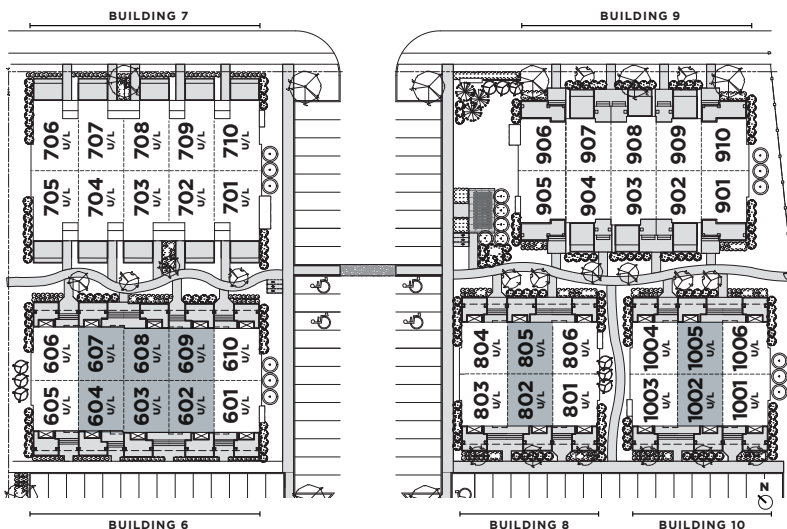 BUILDING 7
BUILDING 9
706 U/L
707 U/L
708 U/L
709 U/L
710 U/L
705 U/L
704 U/L
703 U/L
702 U/L
701 U/L
906 U/L
907
908
909 U/L
910
905 U/L
904
903
902 U/L
901
606 U/L
607 U/L
608 U/L
609 U/L
610 U/L
605 U/L
604 U/L
603 U/L
602 U/L
601 U/L
804 U/L
805 U/L
806 U/L
803 U/L
802 U/L
801 U/L
1004 U/L
1005 U/L
1006 U/L
1003 U/L
1002 U/L
1001 U/L
N
BUILDING 6
BUILDING 8
BUILDING 10